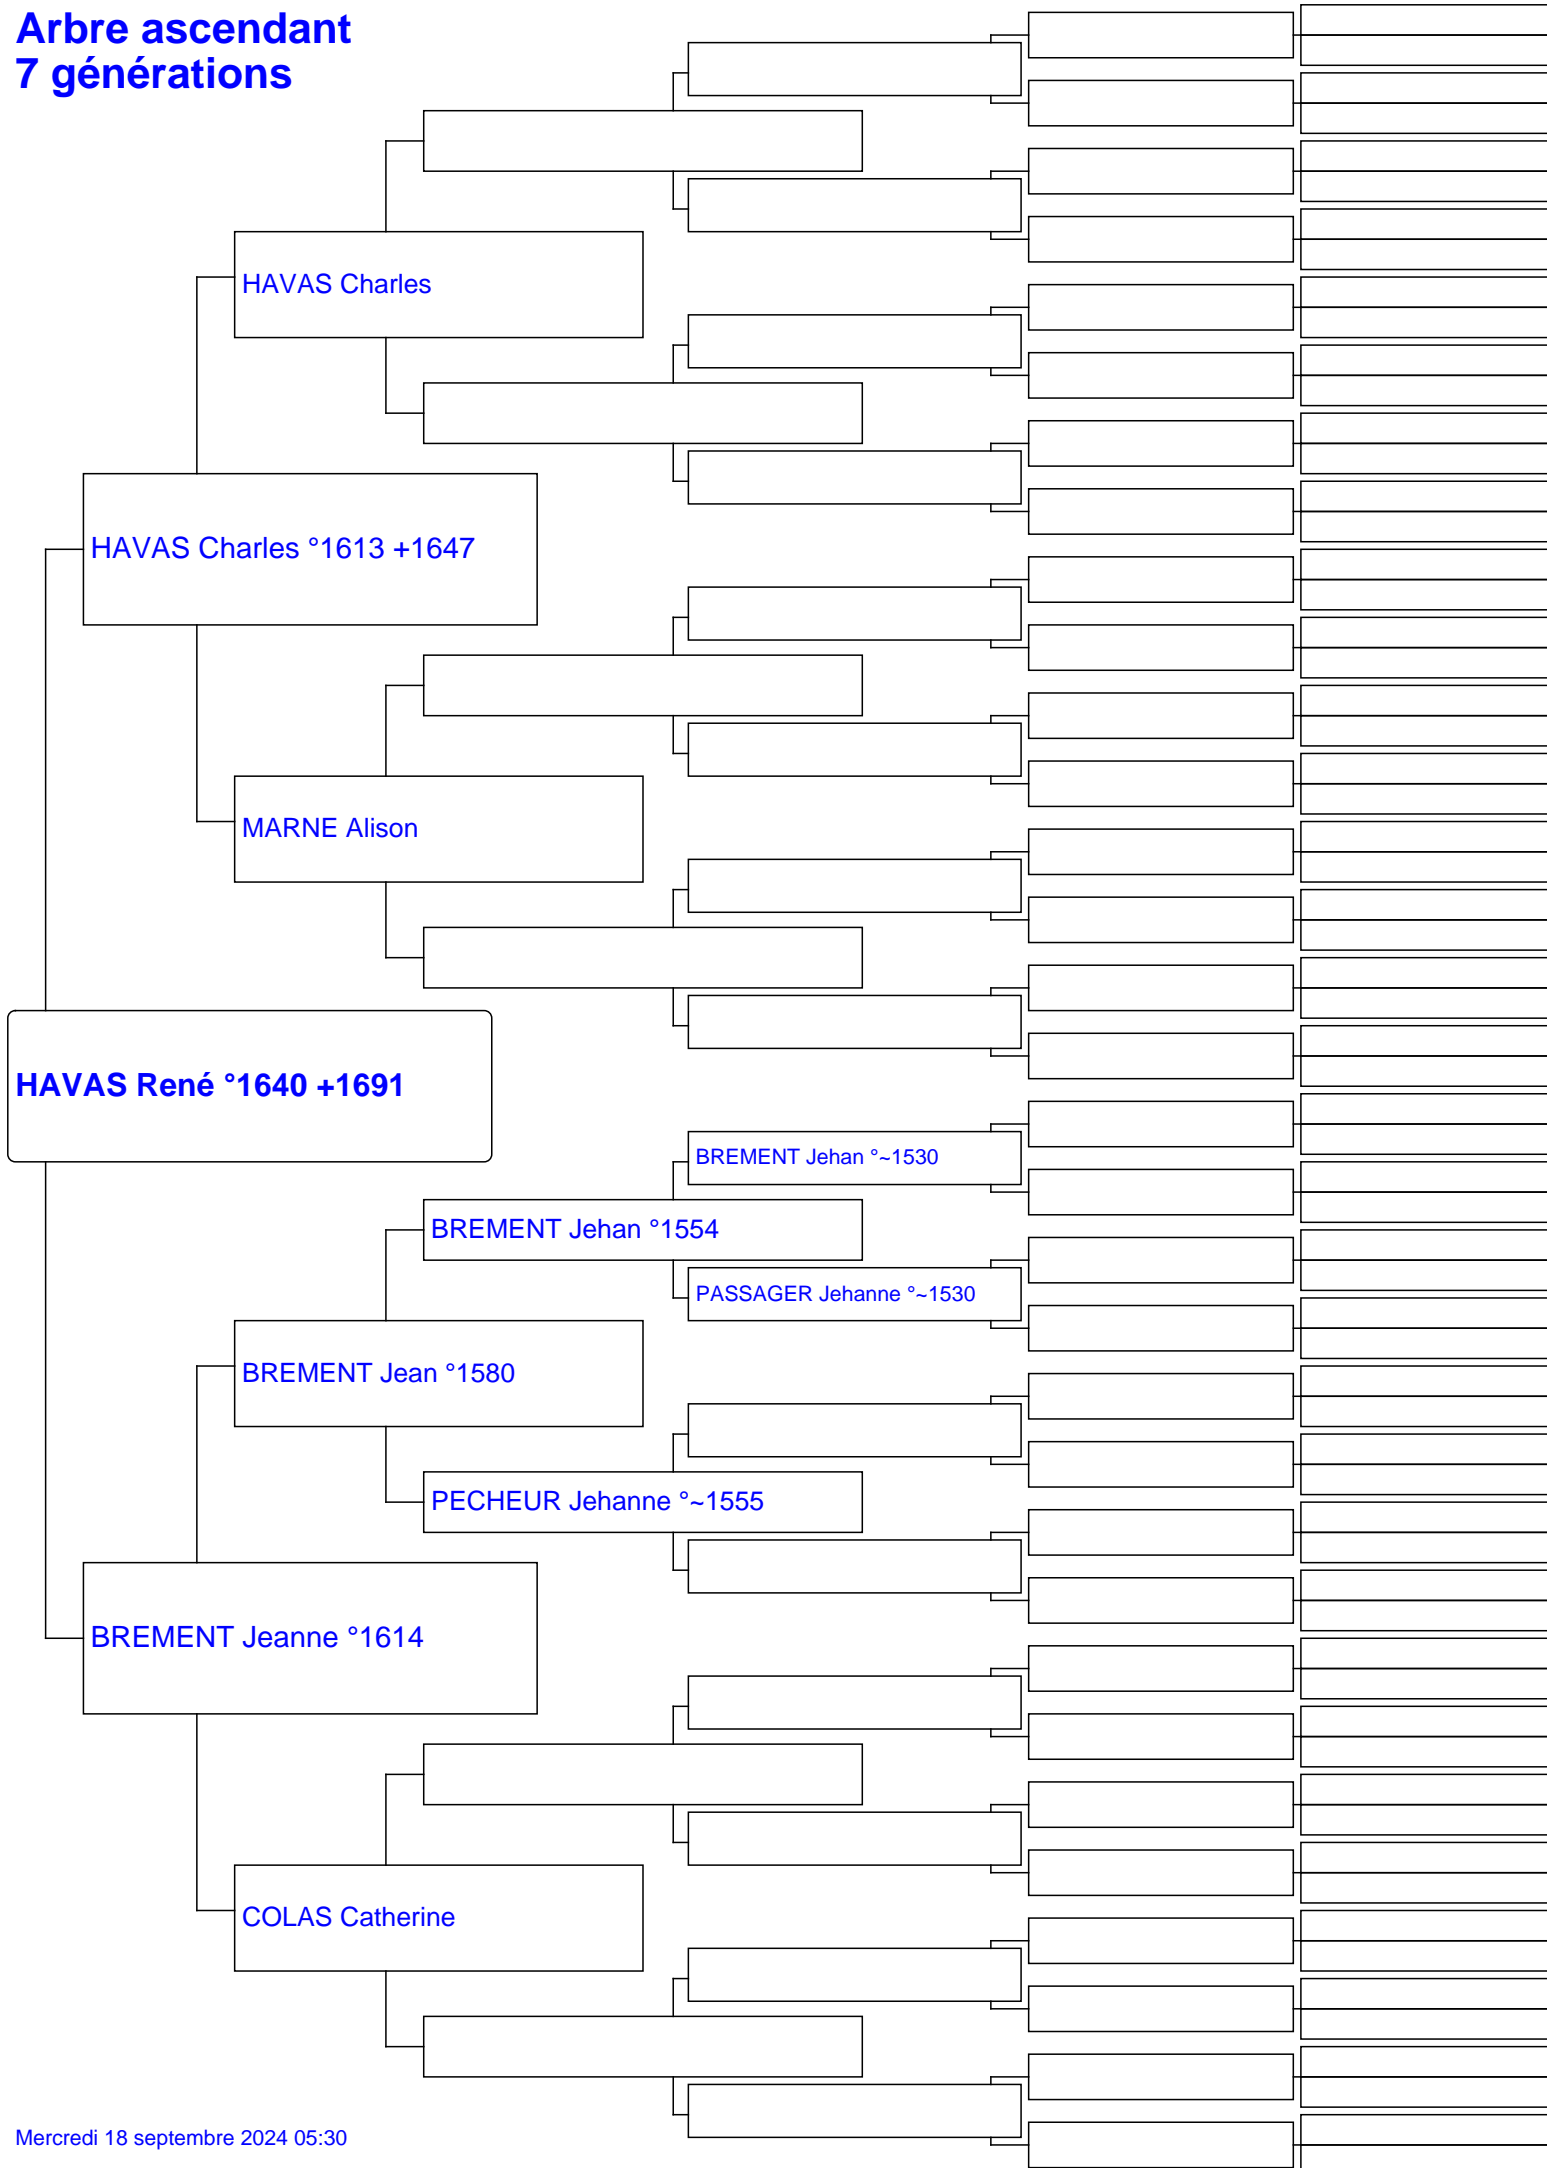 Arbre ascendant
7 générations
HAVAS Charles
HAVAS Charles °1613 +1647
MARNE Alison
HAVAS René °1640 +1691
BREMENT Jehan °~1530
BREMENT Jehan °1554
PASSAGER Jehanne °~1530
BREMENT Jean °1580
PECHEUR Jehanne °~1555
BREMENT Jeanne °1614
COLAS Catherine
Mercredi 18 septembre 2024 05:30